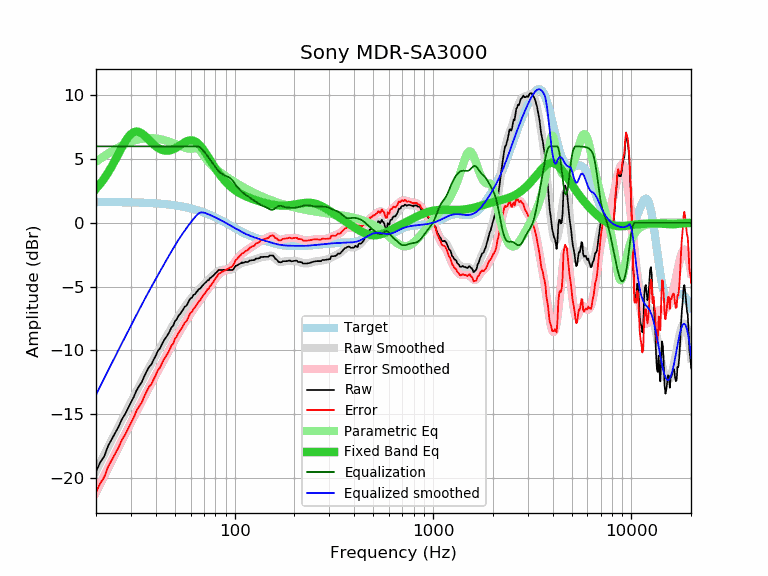 Sony MDR-SA3000
Amplitude (dBr)
10
5
0
−5
−10
−15
−20
Target
Raw Smoothed
Error Smoothed
Raw
Error
Parametric Eq
Fixed Band Eq
Equalization
Equalized smoothed
100
1000
10000
Frequency (Hz)